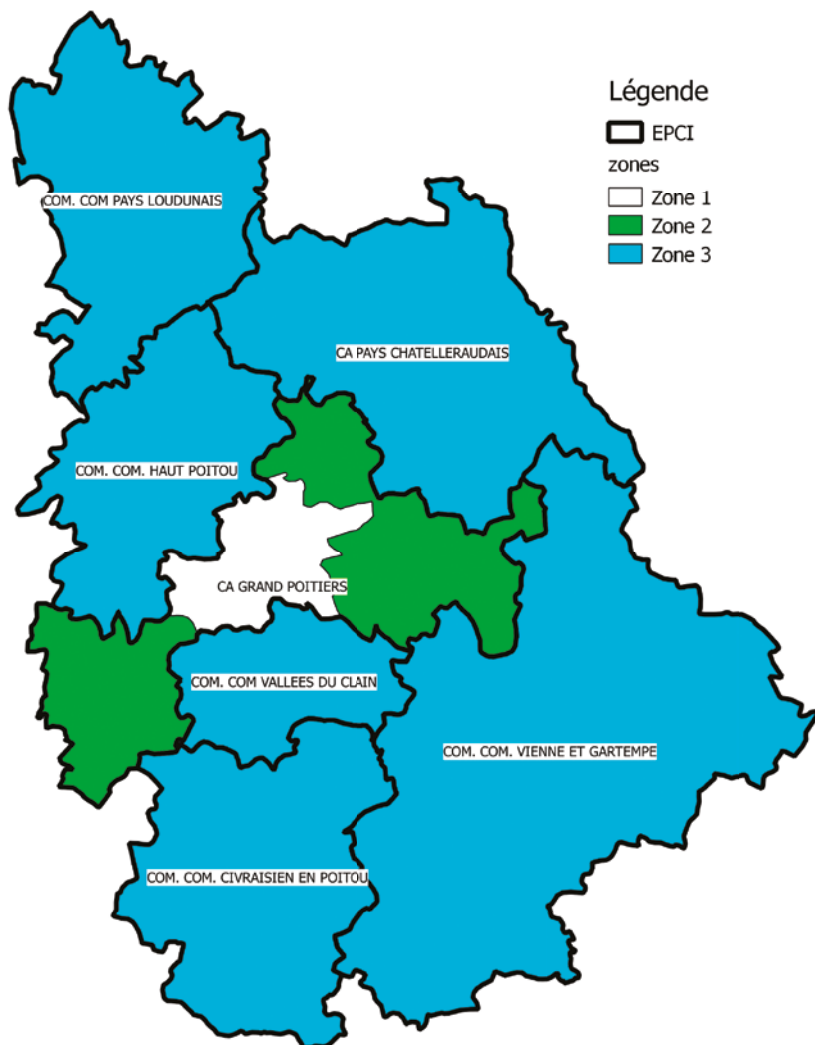 Légende
EPCI
zones
Zone 1
Zone 2
Zone 3
COM. COM PAYS LOUDUNAIS
CA PAYS CHATELLERAUDAIS
COM. COM. HAUT POITOU
CA GRAND POITIERS
COM. COM VALLEES DU CLAIN
COM. COM. VIENNE ET GARTEMPE
COM. COM. CIVRAISIEN EN POITOU